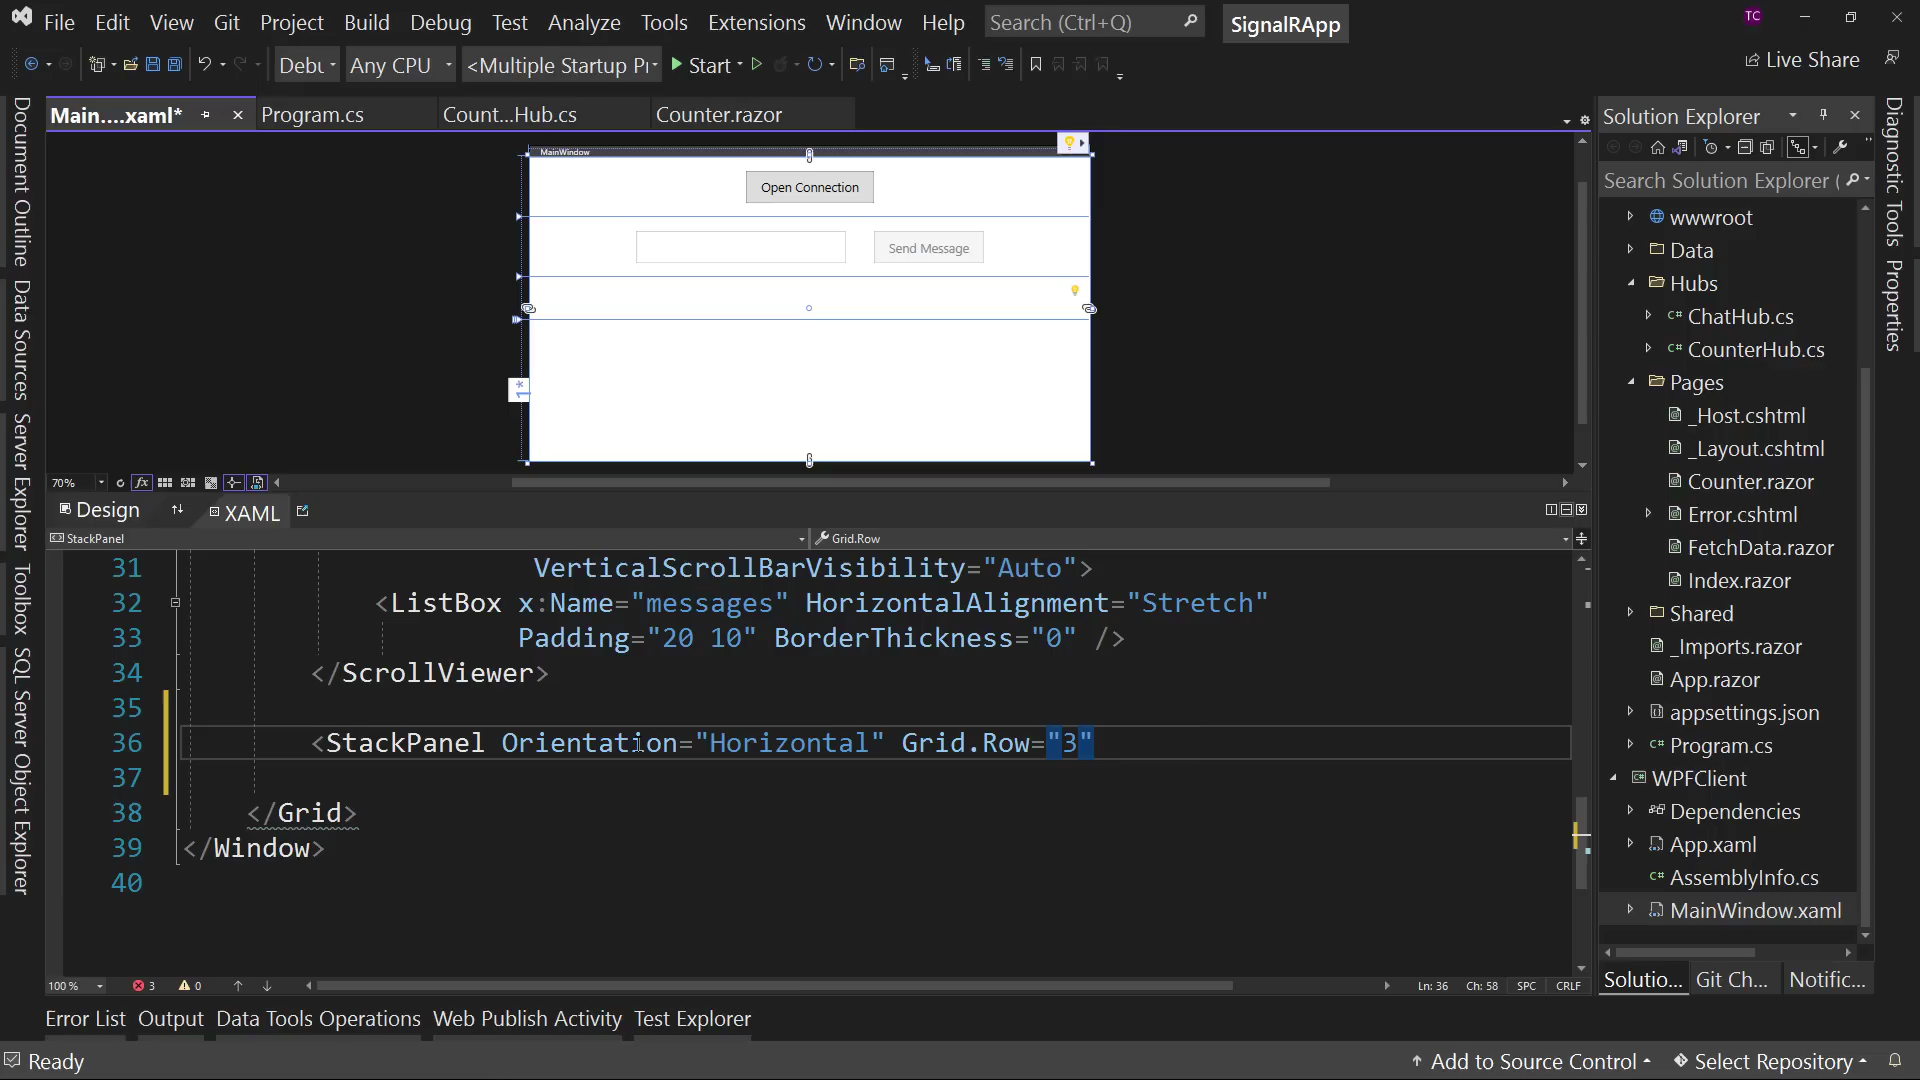 File Edit View Git Project Build Debug Test Analyze Tools Extensions Window Help Search (Ctrl+Q) SignalRApp TC
Debu Any CPU <Multiple Startup P Start Live Share
Main....xaml* Program.cs Count...Hub.cs Counter.razor
MainWindow
Open Connection
Send Message
70% fx
Design XAML
StackPanel Grid.Row
31 VerticalScrollBarVisibility="Auto">
32 <ListBox x:Name="messages" HorizontalAlignment="Stretch"
33 Padding="20 10" BorderThickness="0" />
34 </ScrollViewer>
35
36 <StackPanel Orientation="Horizontal" Grid.Row="3"
37
38 </Grid>
39 </Window>
40
100 % 3 0 Ln: 36 Ch: 58 SPC CRLF
Error List Output Data Tools Operations Web Publish Activity Test Explorer
Ready Add to Source Control Select Repository
Document Outline
Data Sources
Server Explorer
Toolbox
SQL Server Object Explorer
Solution Explorer
Search Solution Explorer (
wwwroot
Data
Hubs
C# ChatHub.cs
C# CounterHub.cs
Pages
_Host.cshtml
_Layout.cshtml
Counter.razor
Error.cshtml
FetchData.razor
Index.razor
Shared
_Imports.razor
App.razor
appsettings.json
C# Program.cs
WPFClient
Dependencies
App.xaml
C# AssemblyInfo.cs
MainWindow.xaml
Solutio... Git Ch... Notific...
Diagnostic Tools
Properties